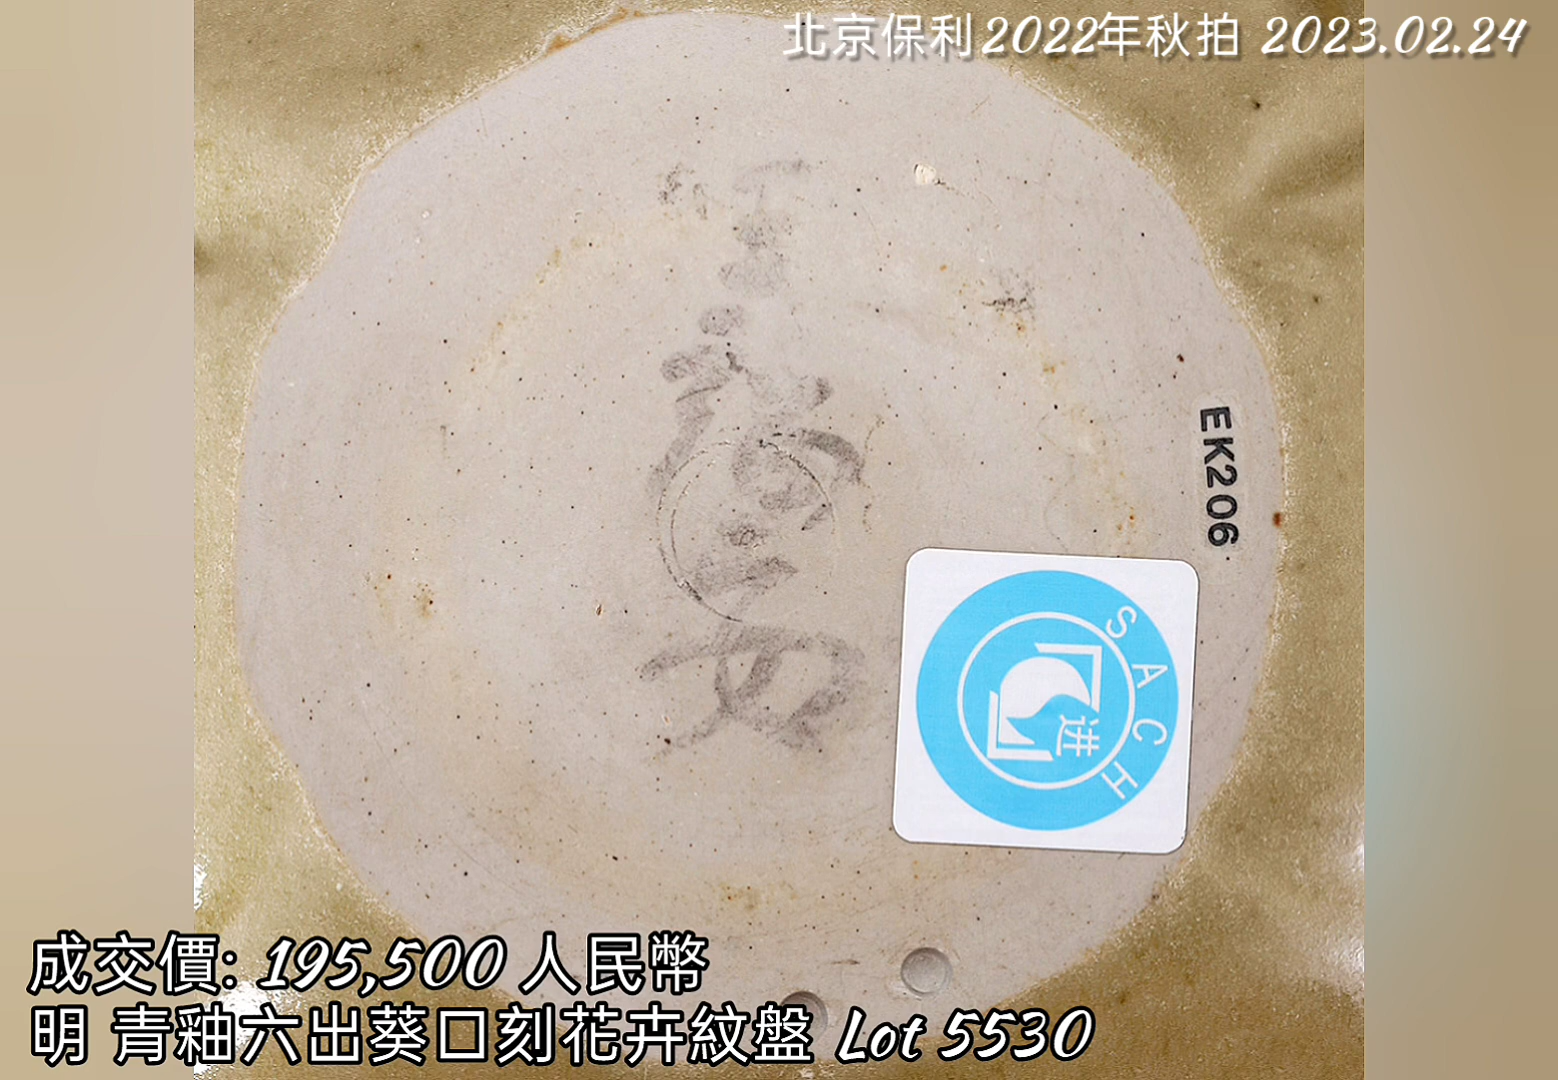 北京保利2022年秋拍 2023.02.24
EK206
SACH
进
成交價: 195,500 人民幣
明 青釉六出葵口刻花卉紋盤 Lot 5530